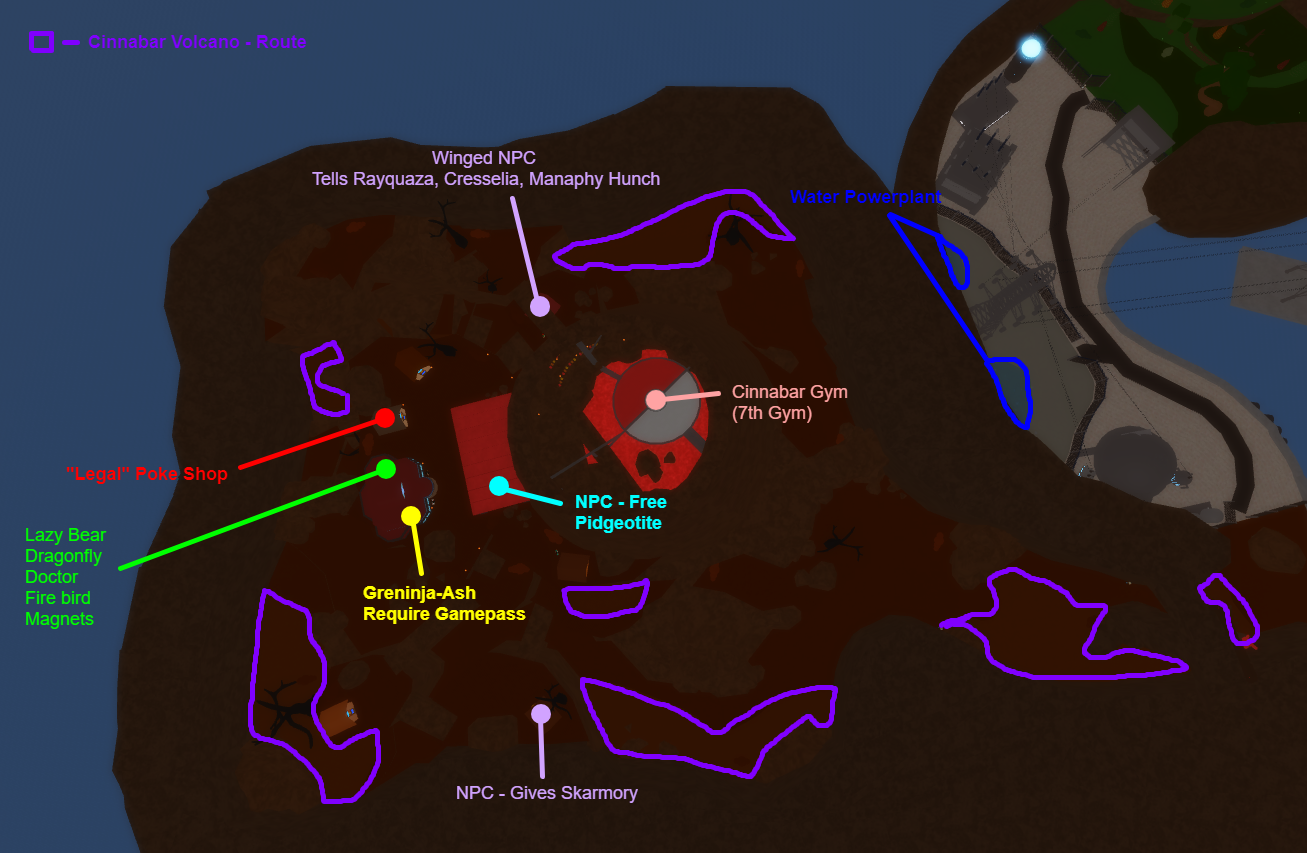 Cinnabar Volcano - Route
Winged NPC
Tells Rayquaza, Cresselia, Manaphy Hunch
Water Powerplant
Cinnabar Gym
(7th Gym)
"Legal" Poke Shop
NPC - Free
Pidgeotite
Lazy Bear
Dragonfly
Doctor
Fire bird
Magnets
Greninja-Ash
Require Gamepass
NPC - Gives Skarmory